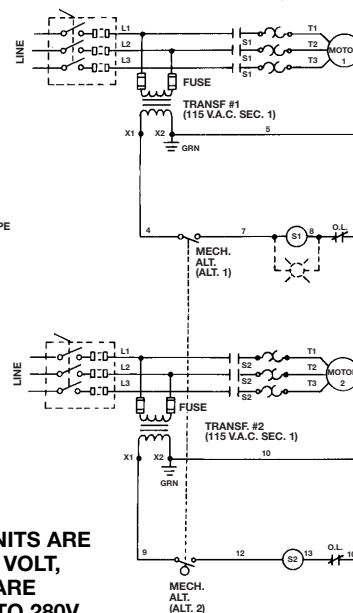 L1
T1
S1
L2
T2
MOTO
LINE
S1
1
L3
T3
S1
FUSE
TRANSF #1
(115 V.A.C. SEC. 1)
X1
X2
5
GRN
PE
4
7
S1
8
O.L.
MECH.
ALT.
(ALT. 1)
L1
T1
S2
L2
T2
MOTOR
LINE
S2
2
L3
T3
S2
FUSE
TRANSF. #2
(115 V.A.C. SEC. 1)
X1
X2
10
GRN
NITS ARE
VOLT,
ARE
TO 280V
9
12
S2
13
O.L.
10
MECH.
ALT.
(ALT. 2)